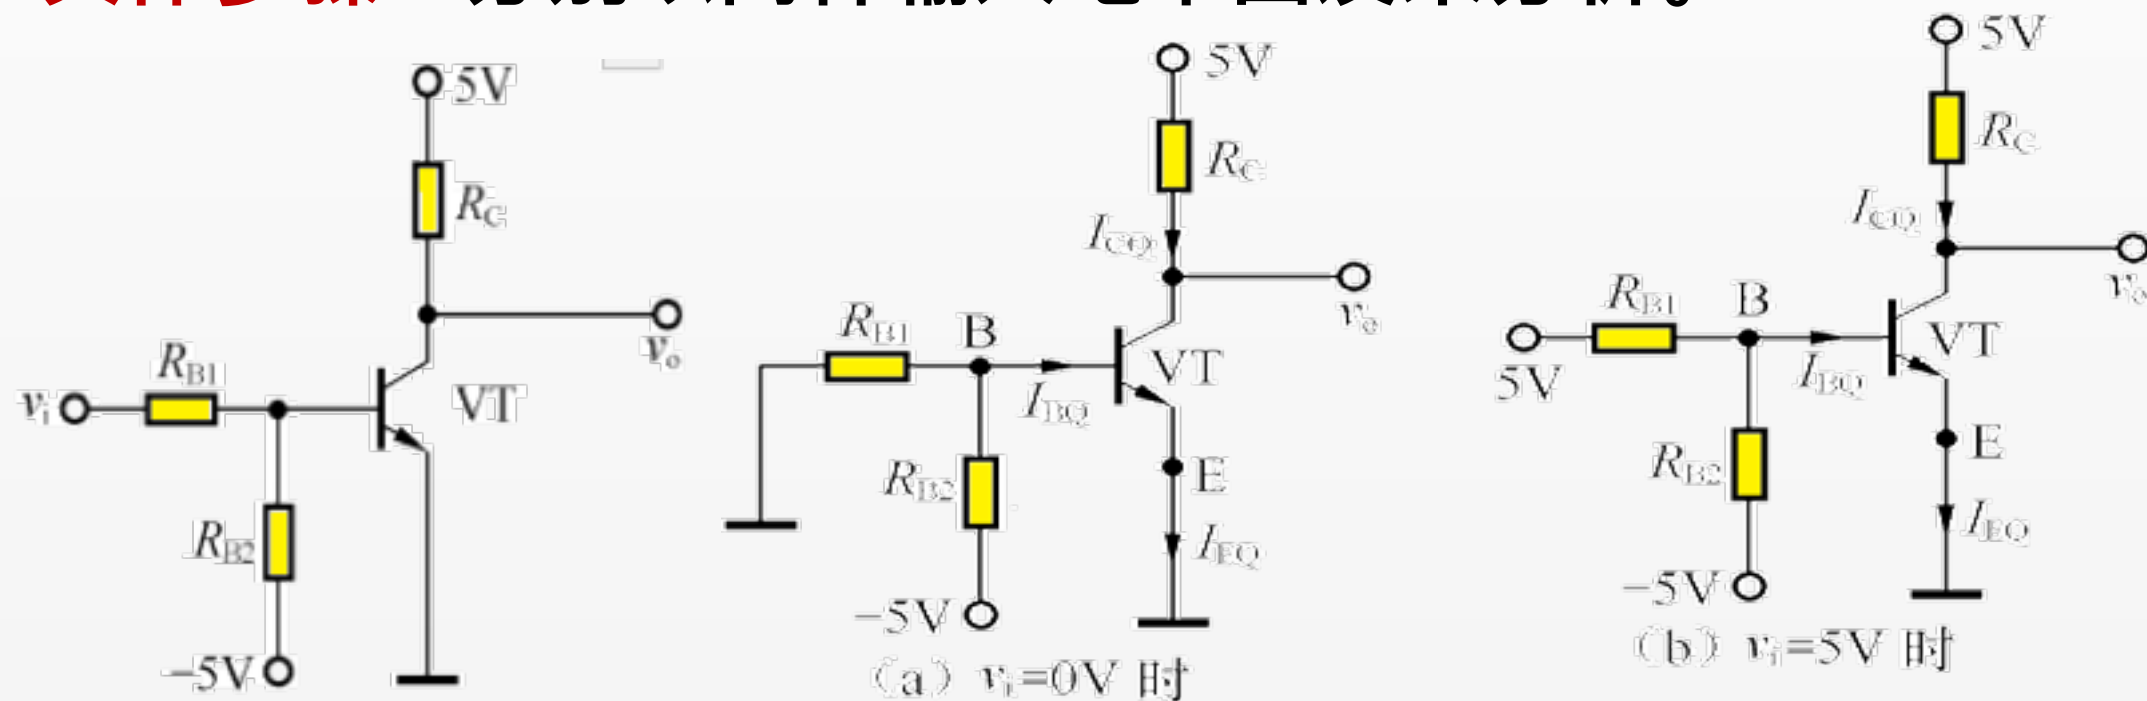 5V
R_C
v_o
R_B1
v_i
VT
R_B2
−5V
5V
R_C
I_CQ
v_o
R_B1
B
VT
I_BQ
R_B2
E
I_EQ
−5V
(a) v_i=0V 时
5V
R_C
I_CQ
v_o
R_B1
B
VT
5V
I_BQ
R_B2
E
I_EQ
−5V
(b) v_i=5V 时